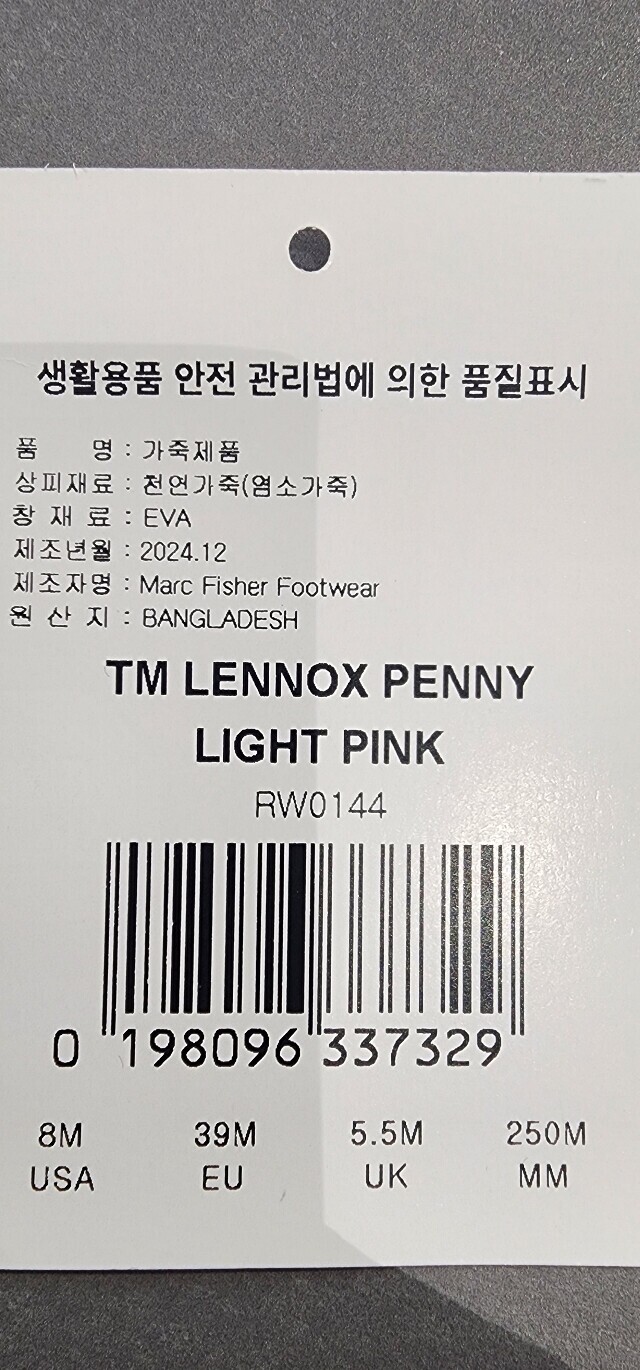 생활용품 안전 관리법에 의한 품질표시
품 명 : 가죽제품
상피재료 : 천연가죽(염소가죽)
창 재 료 : EVA
제조년월 : 2024.12
제조자명 : Marc Fisher Footwear
원 산 지 : BANGLADESH
TM LENNOX PENNY
LIGHT PINK
RW0144
0 198096 337329
8M 39M 5.5M 250M
USA EU UK MM